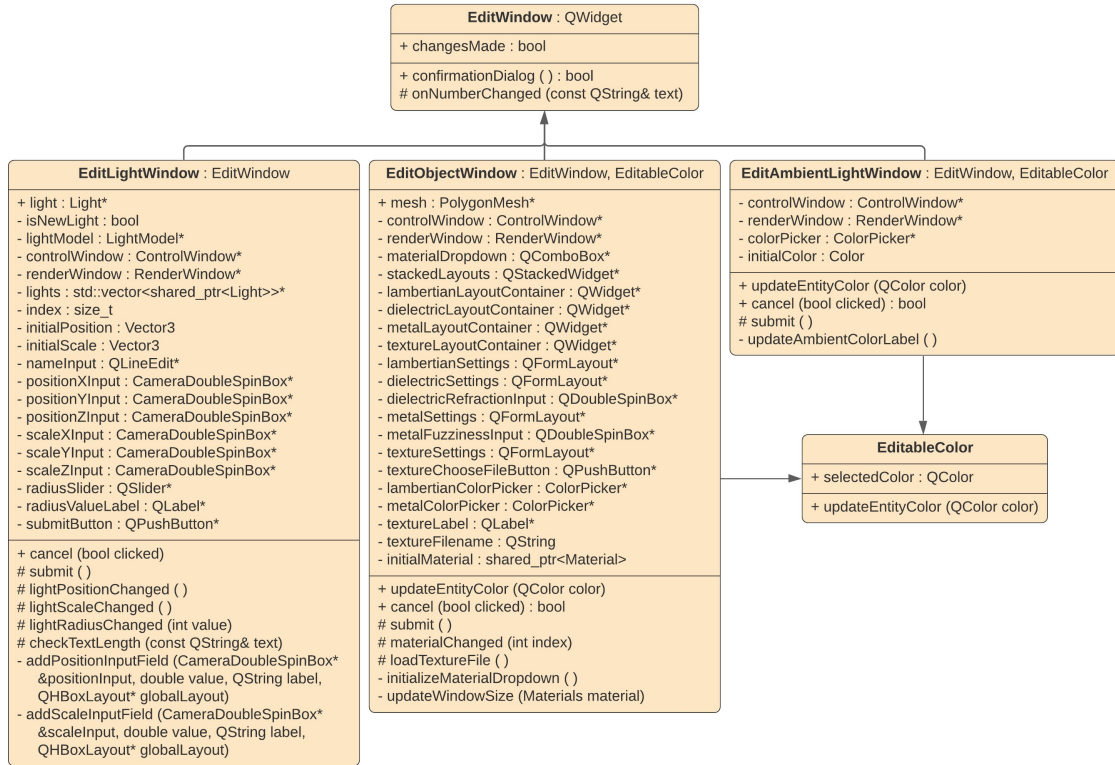 EditWindow : QWidget
+ changesMade : bool
+ confirmationDialog ( ) : bool
# onNumberChanged (const QString& text)
EditLightWindow : EditWindow
+ light : Light*
- isNewLight : bool
- lightModel : LightModel*
- controlWindow : ControlWindow*
- renderWindow : RenderWindow*
- lights : std::vector<shared_ptr<Light>>*
- index : size_t
- initialPosition : Vector3
- initialScale : Vector3
- nameInput : QLineEdit*
- positionXInput : CameraDoubleSpinBox*
- positionYInput : CameraDoubleSpinBox*
- positionZInput : CameraDoubleSpinBox*
- scaleXInput : CameraDoubleSpinBox*
- scaleYInput : CameraDoubleSpinBox*
- scaleZInput : CameraDoubleSpinBox*
- radiusSlider : QSlider*
- radiusValueLabel : QLabel*
- submitButton : QPushButton*
+ cancel (bool clicked)
# submit ( )
# lightPositionChanged ( )
# lightScaleChanged ( )
# lightRadiusChanged (int value)
# checkTextLength (const QString& text)
- addPositionInputField (CameraDoubleSpinBox*
&positionInput, double value, QString label,
QHBoxLayout* globalLayout)
- addScaleInputField (CameraDoubleSpinBox*
&scaleInput, double value, QString label,
QHBoxLayout* globalLayout)
EditObjectWindow : EditWindow, EditableColor
+ mesh : PolygonMesh*
- controlWindow : ControlWindow*
- renderWindow : RenderWindow*
- materialDropdown : QComboBox*
- stackedLayouts : QStackedWidget*
- lambertianLayoutContainer : QWidget*
- dielectricLayoutContainer : QWidget*
- metalLayoutContainer : QWidget*
- textureLayoutContainer : QWidget*
- lambertianSettings : QFormLayout*
- dielectricSettings : QFormLayout*
- dielectricRefractionInput : QDoubleSpinBox*
- metalSettings : QFormLayout*
- metalFuzzinessInput : QDoubleSpinBox*
- textureSettings : QFormLayout*
- textureChooseFileButton : QPushButton*
- lambertianColorPicker : ColorPicker*
- metalColorPicker : ColorPicker*
- textureLabel : QLabel*
- textureFilename : QString
- initialMaterial : shared_ptr<Material>
+ updateEntityColor (QColor color)
+ cancel (bool clicked) : bool
# submit ( )
# materialChanged (int index)
# loadTextureFile ( )
- initializeMaterialDropdown ( )
- updateWindowSize (Materials material)
EditAmbientLightWindow : EditWindow, EditableColor
- controlWindow : ControlWindow*
- renderWindow : RenderWindow*
- colorPicker : ColorPicker*
- initialColor : Color
+ updateEntityColor (QColor color)
+ cancel (bool clicked) : bool
# submit ( )
- updateAmbientColorLabel ( )
EditableColor
+ selectedColor : QColor
+ updateEntityColor (QColor color)